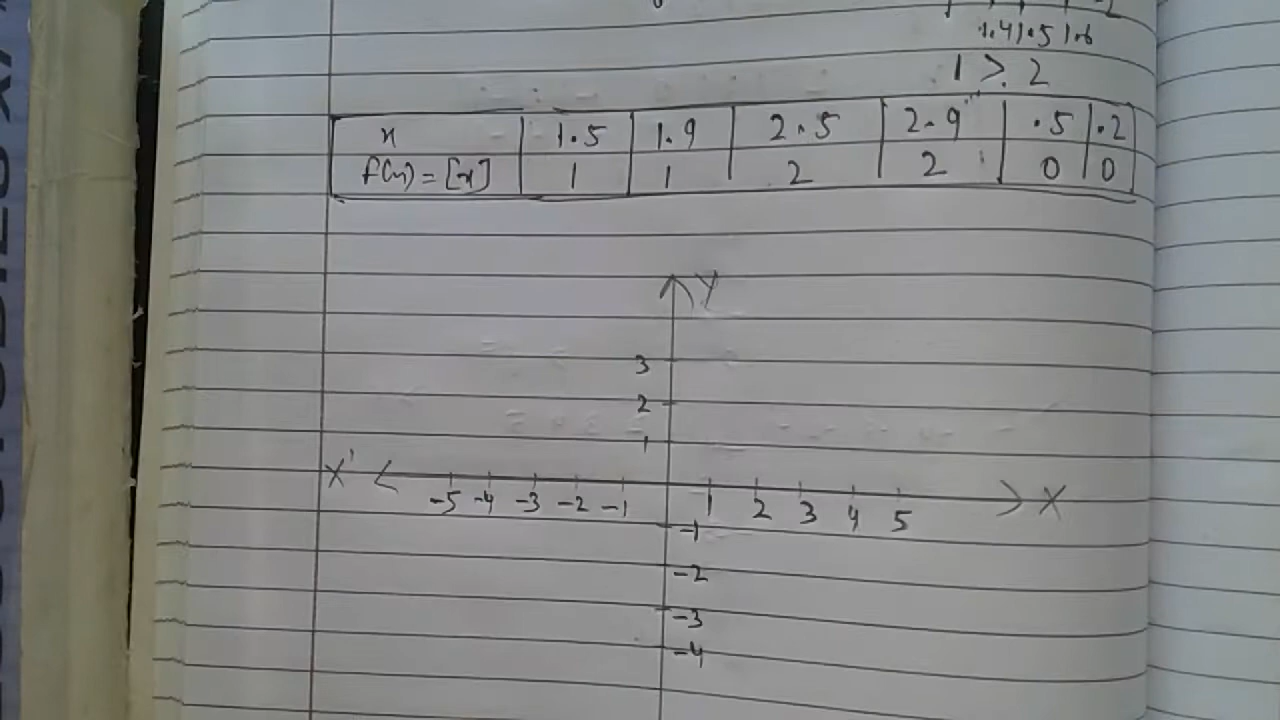 1.4 1.5 1.6
1 > 2
x 1.5 1.9 2.5 2.9 .5 .2
f(x) = [x] 1 1 2 2 0 0
Y
3
2
1
X' -5 -4 -3 -2 -1 1 2 3 4 5 X
-1
-2
-3
-4